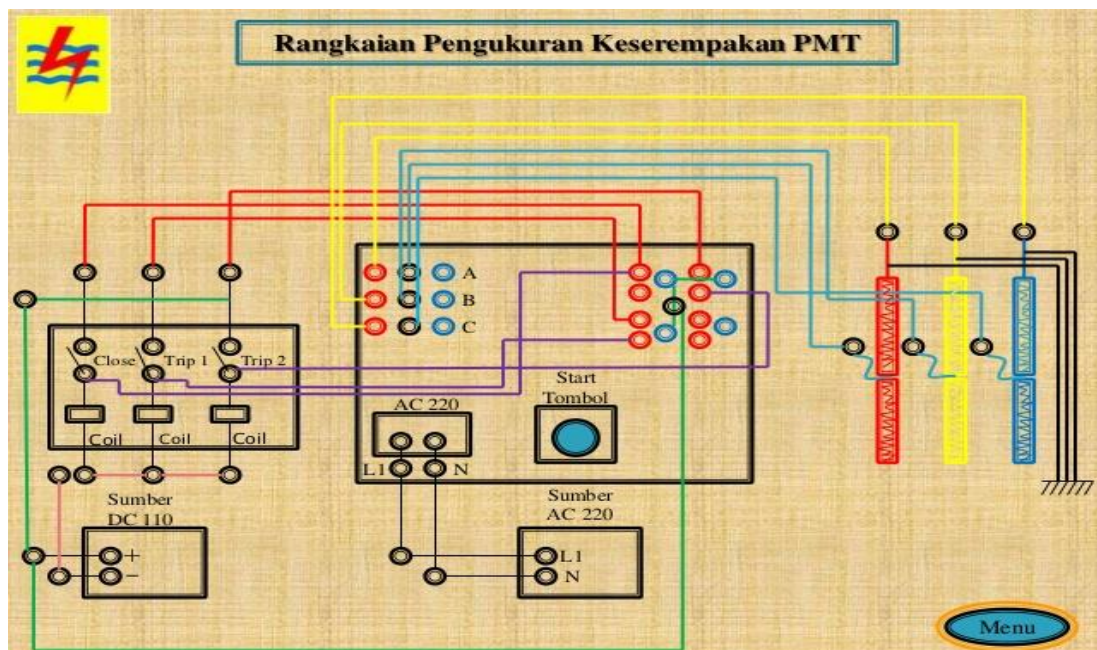 Rangkaian Pengukuran Keserempakan PMT
A
B
C
Close
Trip 1
Trip 2
Coil
Coil
Coil
AC 220
L1
N
Start
Tombol
Sumber
DC 110
+
−
Sumber
AC 220
L1
N
Menu